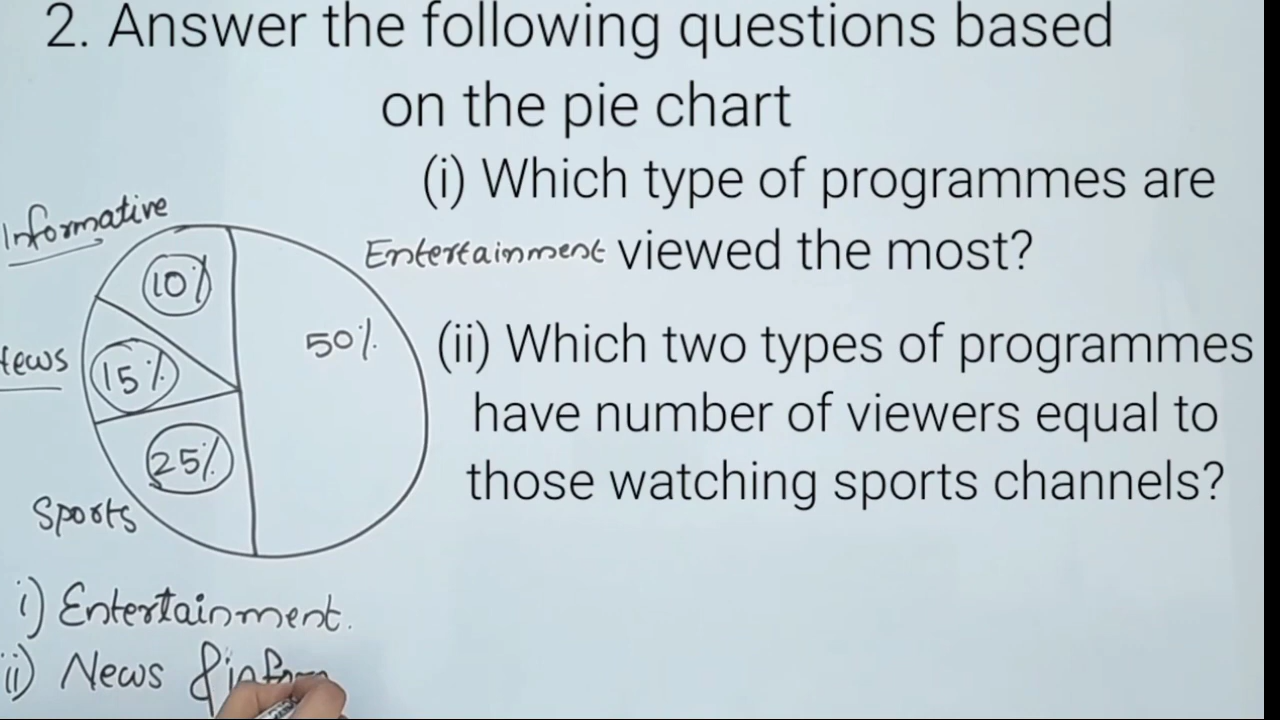 2. Answer the following questions based
on the pie chart
(i) Which type of programmes are
viewed the most?
(ii) Which two types of programmes
have number of viewers equal to
those watching sports channels?
Informative
10%
Entertainment
50%
15%
25%
Sports
i) Entertainment.
ii) News &